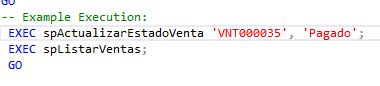 GO
-- Example Execution:
EXEC spActualizarEstadoVenta 'VNT000035', 'Pagado';
EXEC spListarVentas;
GO